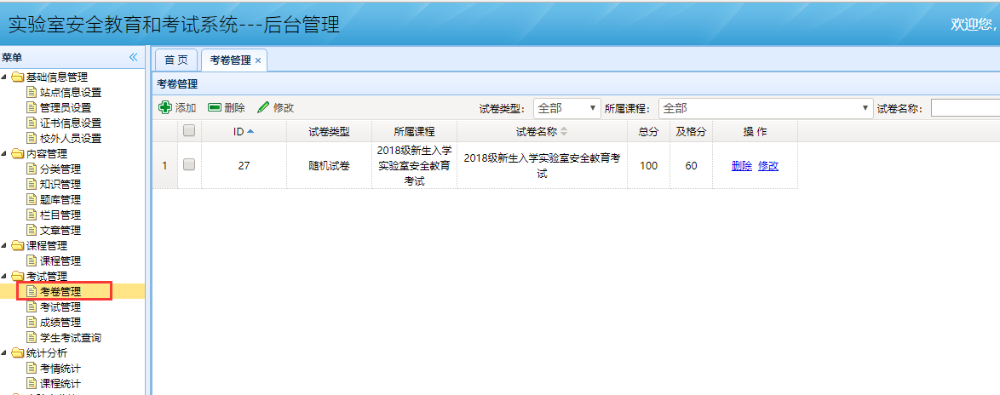 实验室安全教育和考试系统---后台管理
欢迎您,
菜单
首 页
考卷管理
基础信息管理
站点信息设置
管理员设置
证书信息设置
校外人员设置
内容管理
分类管理
知识管理
题库管理
栏目管理
文章管理
课程管理
课程管理
考试管理
考卷管理
考试管理
成绩管理
学生考试查询
统计分析
考情统计
课程统计
考卷管理
添加 删除 修改 试卷类型: 全部 所属课程: 全部 试卷名称:
ID 试卷类型 所属课程 试卷名称 总分 及格分 操 作
1 27 随机试卷
2018级新生入学
实验室安全教育
考试
2018级新生入学实验室安全教育考
试
100 60 删除 修改